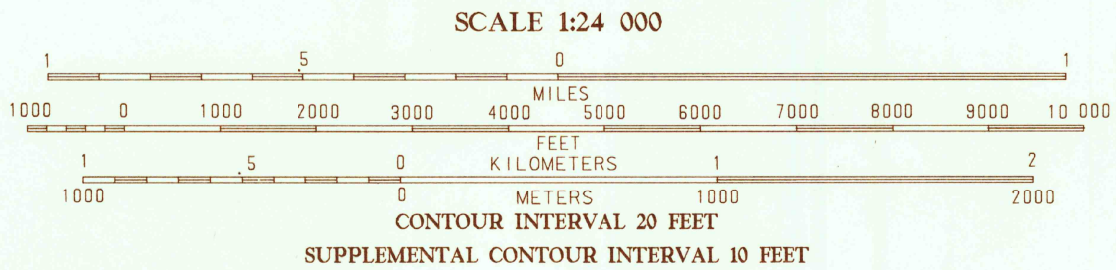 SCALE 1:24 000
1 .5 0 1
MILES
1000 0 1000 2000 3000 4000 5000 6000 7000 8000 9000 10 000
FEET
KILOMETERS
1 .5 0 1 2
1000 0 METERS 1000 2000
CONTOUR INTERVAL 20 FEET
SUPPLEMENTAL CONTOUR INTERVAL 10 FEET